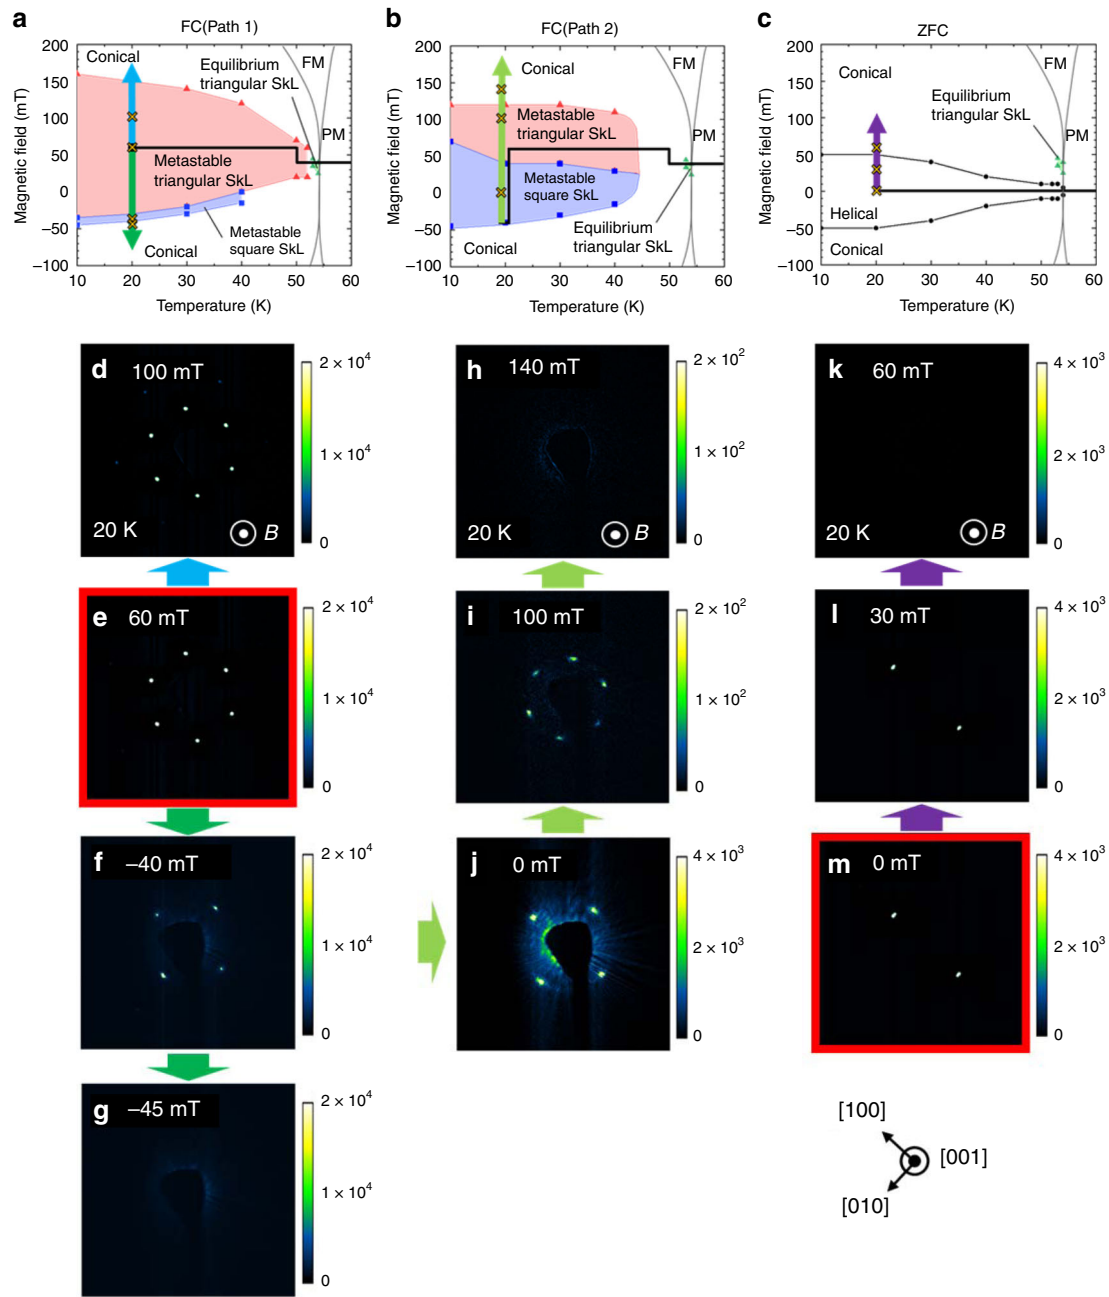 a
FC(Path 1)
200
150
100
50
0
−50
−100
Magnetic field (mT)
Conical
Equilibrium
triangular SkL
FM
PM
Metastable
triangular SkL
Metastable
square SkL
Conical
10 20 30 40 50 60
Temperature (K)
b
FC(Path 2)
200
150
100
50
0
−50
−100
Magnetic field (mT)
Conical
FM
Metastable
triangular SkL
PM
Metastable
square SkL
Equilibrium
triangular SkL
Conical
10 20 30 40 50 60
Temperature (K)
c
ZFC
200
150
100
50
0
−50
−100
Magnetic field (mT)
Conical
FM
Equilibrium
triangular SkL
PM
Helical
Conical
10 20 30 40 50 60
Temperature (K)
d
100 mT
20 K
B
2 × 10⁴
1 × 10⁴
0
h
140 mT
20 K
B
2 × 10²
1 × 10²
0
k
60 mT
20 K
B
4 × 10³
2 × 10³
0
e
60 mT
2 × 10⁴
1 × 10⁴
0
i
100 mT
2 × 10²
1 × 10²
0
l
30 mT
4 × 10³
2 × 10³
0
f
−40 mT
2 × 10⁴
1 × 10⁴
0
j
0 mT
4 × 10³
2 × 10³
0
m
0 mT
4 × 10³
2 × 10³
0
g
−45 mT
2 × 10⁴
1 × 10⁴
0
[100]
[001]
[010]